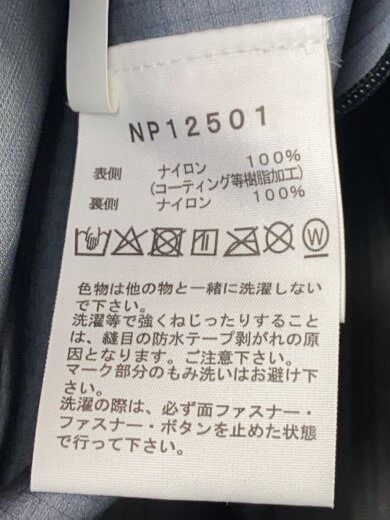 NP12501
表側 ナイロン 100%
(コーティング等樹脂加工)
裏側 ナイロン 100%
W
色物は他の物と一緒に洗濯しない
で下さい。
洗濯等で強くねじったりすること
は、縫目の防水テープ剥がれの原
因となります。ご注意下さい。
マーク部分のもみ洗いはお避け下
さい。
洗濯の際は、必ず面ファスナー・
ファスナー・ボタンを止めた状態
で行って下さい。